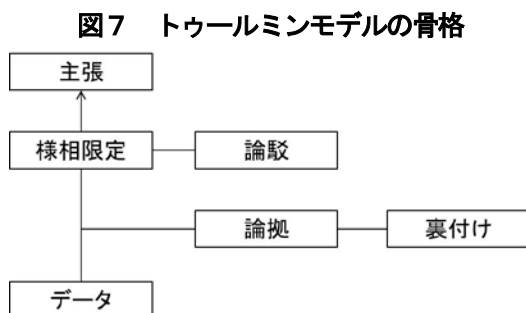 図7　トゥールミンモデルの骨格
主張
様相限定
論駁
論拠
裏付け
データ